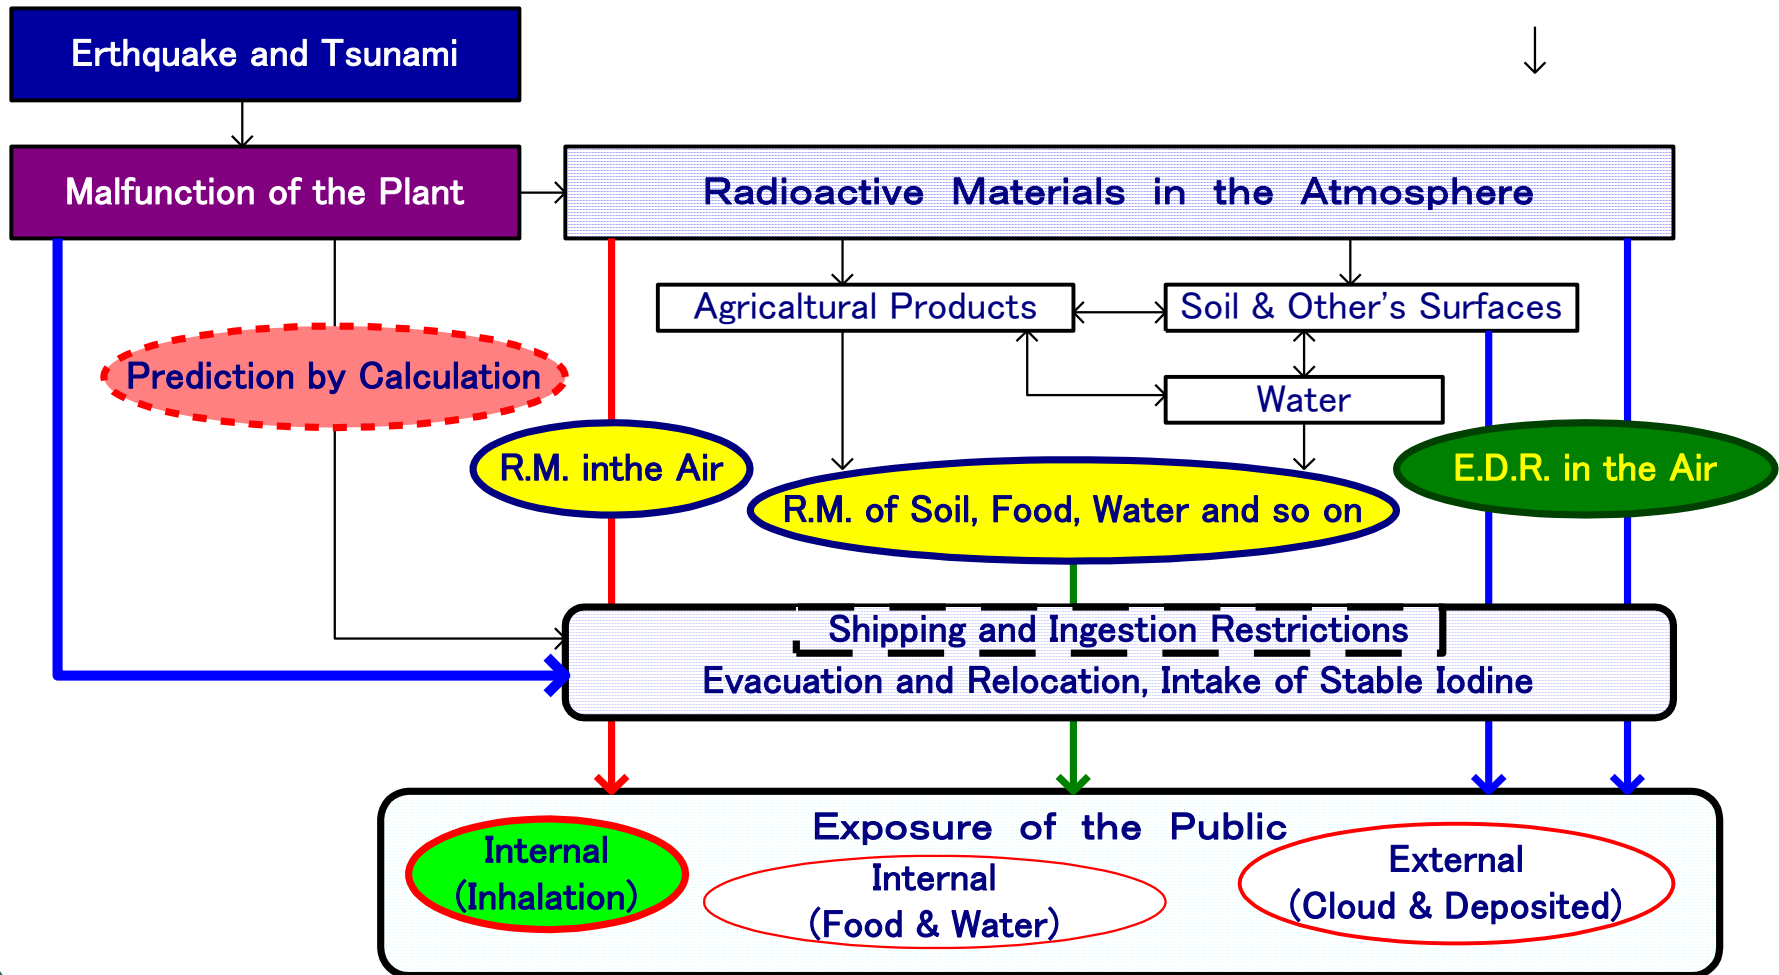 Erthquake and Tsunami
Malfunction of the Plant
Radioactive Materials in the Atmosphere
Agricaltural Products
Soil & Other's Surfaces
Prediction by Calculation
Water
R.M. inthe Air
E.D.R. in the Air
R.M. of Soil, Food, Water and so on
Shipping and Ingestion Restrictions
Evacuation and Relocation, Intake of Stable Iodine
Exposure of the Public
Internal
(Inhalation)
Internal
(Food & Water)
External
(Cloud & Deposited)